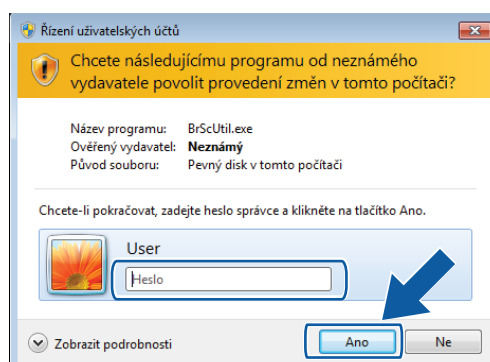 Řízení uživatelských účtů
Chcete následujícímu programu od neznámého
vydavatele povolit provedení změn v tomto počítači?
Název programu: BrScUtil.exe
Ověřený vydavatel: Neznámý
Původ souboru: Pevný disk v tomto počítači
Chcete-li pokračovat, zadejte heslo správce a klikněte na tlačítko Ano.
User
Heslo
Zobrazit podrobnosti Ano Ne